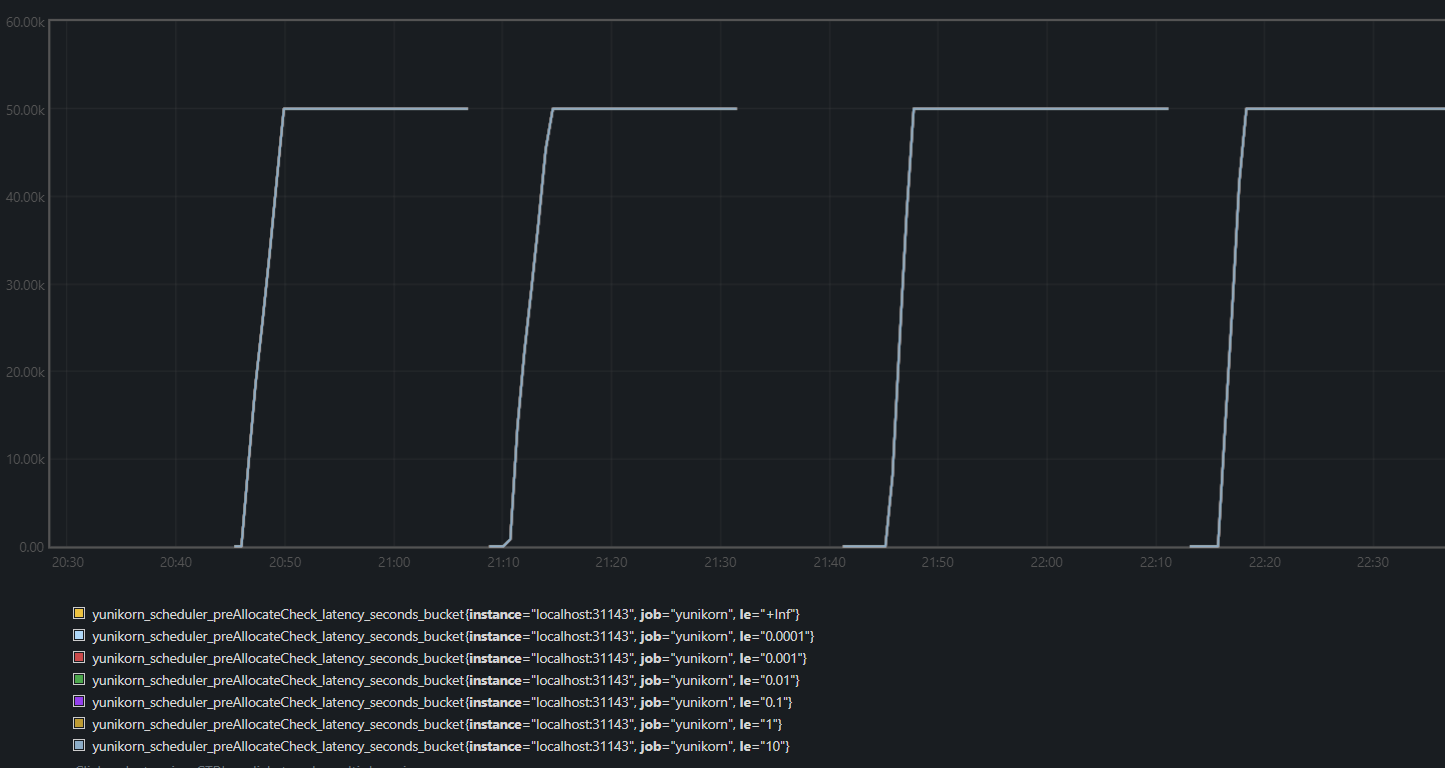 60.00k
50.00k
40.00k
30.00k
20.00k
10.00k
0.00
20:30 20:40 20:50 21:00 21:10 21:20 21:30 21:40 21:50 22:00 22:10 22:20 22:30
yunikorn_scheduler_preAllocateCheck_latency_seconds_bucket{instance="localhost:31143", job="yunikorn", le="+Inf"}
yunikorn_scheduler_preAllocateCheck_latency_seconds_bucket{instance="localhost:31143", job="yunikorn", le="0.0001"}
yunikorn_scheduler_preAllocateCheck_latency_seconds_bucket{instance="localhost:31143", job="yunikorn", le="0.001"}
yunikorn_scheduler_preAllocateCheck_latency_seconds_bucket{instance="localhost:31143", job="yunikorn", le="0.01"}
yunikorn_scheduler_preAllocateCheck_latency_seconds_bucket{instance="localhost:31143", job="yunikorn", le="0.1"}
yunikorn_scheduler_preAllocateCheck_latency_seconds_bucket{instance="localhost:31143", job="yunikorn", le="1"}
yunikorn_scheduler_preAllocateCheck_latency_seconds_bucket{instance="localhost:31143", job="yunikorn", le="10"}